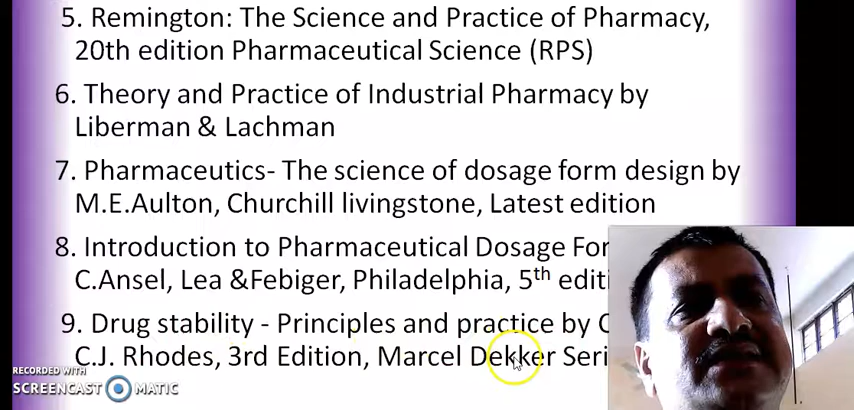 5. Remington: The Science and Practice of Pharmacy,
20th edition Pharmaceutical Science (RPS)
6. Theory and Practice of Industrial Pharmacy by
Liberman & Lachman
7. Pharmaceutics- The science of dosage form design by
M.E.Aulton, Churchill livingstone, Latest edition
8. Introduction to Pharmaceutical Dosage
C.Ansel, Lea &Febiger, Philadelphia, 5th
9. Drug stability - Principles and practice by
C.J. Rhodes, 3rd Edition, Marcel Dekker
RECORDED WITH
SCREENCAST MATIC